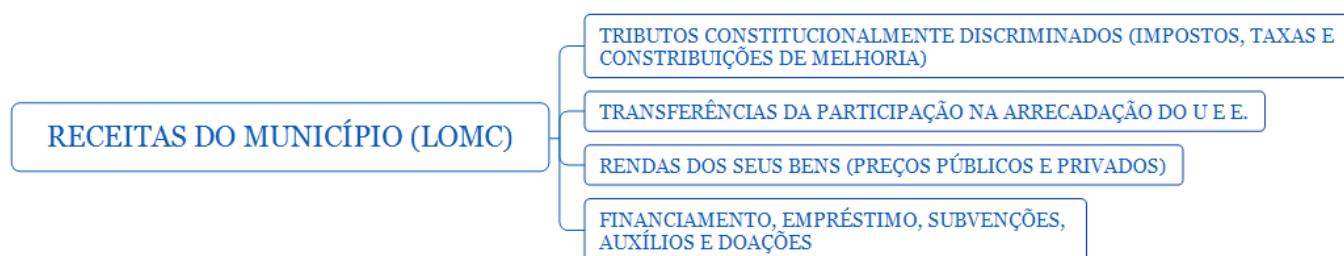 RECEITAS DO MUNICÍPIO (LOMC)
TRIBUTOS CONSTITUCIONALMENTE DISCRIMINADOS (IMPOSTOS, TAXAS E
CONSTRIBUIÇÕES DE MELHORIA)
TRANSFERÊNCIAS DA PARTICIPAÇÃO NA ARRECADAÇÃO DO U E E.
RENDAS DOS SEUS BENS (PREÇOS PÚBLICOS E PRIVADOS)
FINANCIAMENTO, EMPRÉSTIMO, SUBVENÇÕES,
AUXÍLIOS E DOAÇÕES